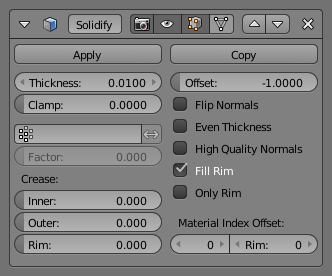 Solidify
Apply
Copy
Thickness: 0.0100
Offset: -1.0000
Clamp: 0.0000
Flip Normals
Even Thickness
Factor: 0.000
High Quality Normals
Crease:
Fill Rim
Inner: 0.000
Only Rim
Outer: 0.000
Material Index Offset:
Rim: 0.000
0
Rim: 0